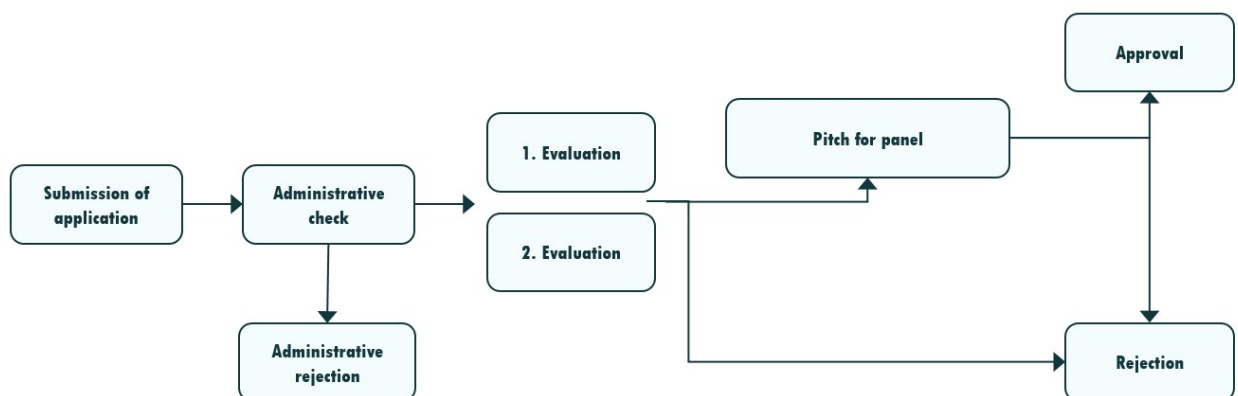 Submission of
application
Administrative
check
Administrative
rejection
1. Evaluation
2. Evaluation
Pitch for panel
Approval
Rejection